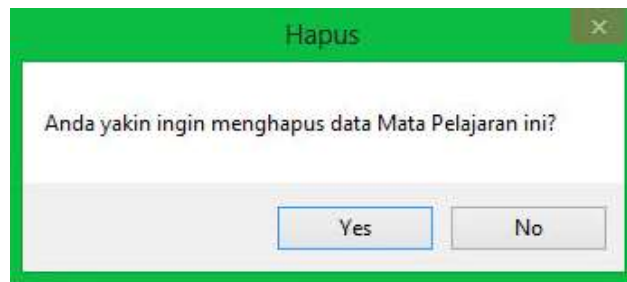 Hapus
Anda yakin ingin menghapus data Mata Pelajaran ini?
Yes No